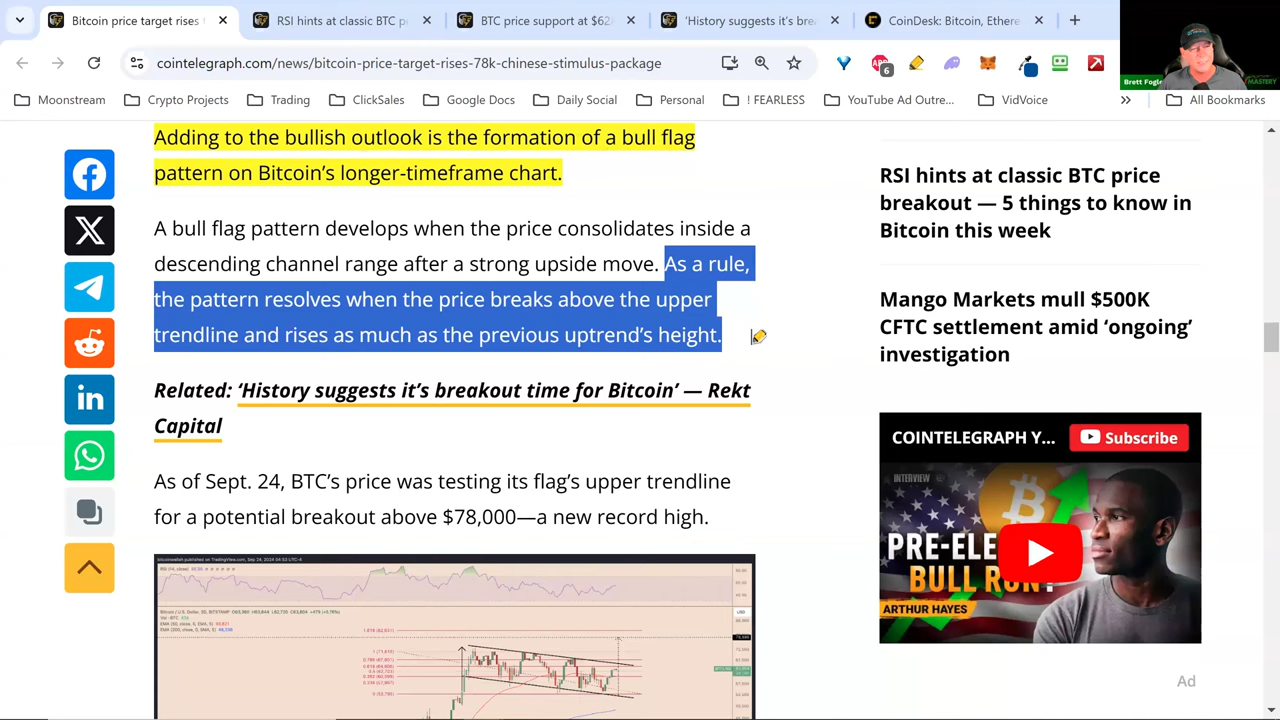 Bitcoin price target rises t
RSI hints at classic BTC p
BTC price support at $62
'History suggests it's brea
CoinDesk: Bitcoin, Ethere
cointelegraph.com/news/bitcoin-price-target-rises-78k-chinese-stimulus-package
6
Brett Fogle
MASTERY
Moonstream
Crypto Projects
Trading
ClickSales
Google Docs
Daily Social
Personal
! FEARLESS
YouTube Ad Outre...
VidVoice
All Bookmarks
Adding to the bullish outlook is the formation of a bull flag
pattern on Bitcoin's longer-timeframe chart.
A bull flag pattern develops when the price consolidates inside a
descending channel range after a strong upside move. As a rule,
the pattern resolves when the price breaks above the upper
trendline and rises as much as the previous uptrend's height.
Related: 'History suggests it's breakout time for Bitcoin' — Rekt
Capital
As of Sept. 24, BTC's price was testing its flag's upper trendline
for a potential breakout above $78,000—a new record high.
RSI hints at classic BTC price
breakout — 5 things to know in
Bitcoin this week
Mango Markets mull $500K
CFTC settlement amid 'ongoing'
investigation
COINTELEGRAPH Y...
Subscribe
INTERVIEW
PRE-ELE
BULL RUN?
ARTHUR HAYES
Ad